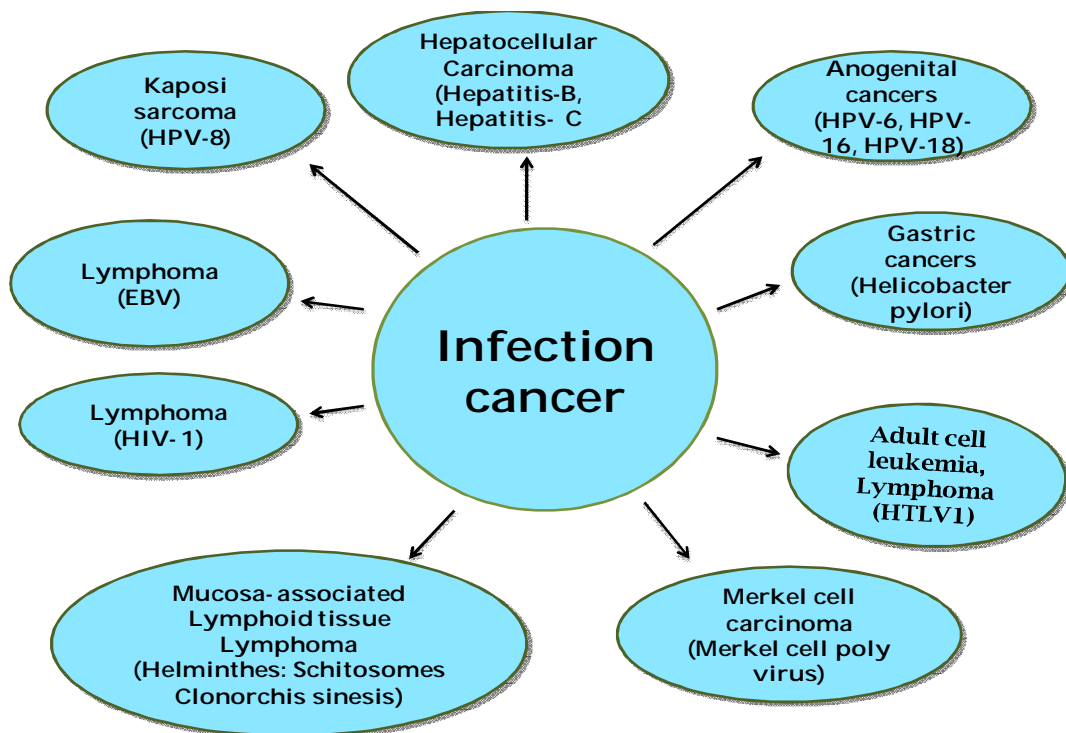 Hepatocellular
Carcinoma
(Hepatitis-B,
Hepatitis- C
Kaposi
sarcoma
(HPV-8)
Anogenital
cancers
(HPV-6, HPV-
16, HPV-18)
Lymphoma
(EBV)
Gastric
cancers
(Helicobacter
pylori)
Infection
cancer
Lymphoma
(HIV- 1)
Adult cell
leukemia,
Lymphoma
(HTLV1)
Mucosa- associated
Lymphoid tissue
Lymphoma
(Helminthes: Schitosomes
Clonorchis sinesis)
Merkel cell
carcinoma
(Merkel cell poly
virus)